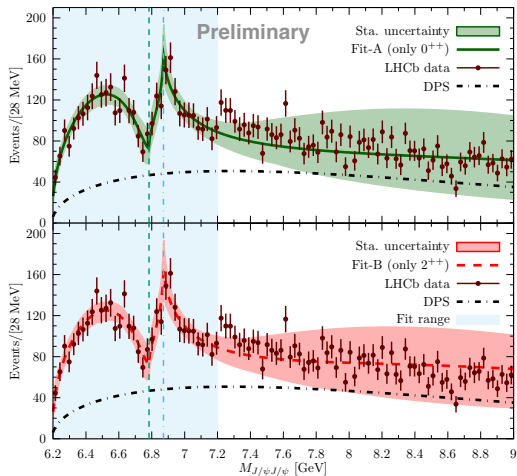 Preliminary
Sta. uncertainty
Fit-A (only 0⁺⁺)
LHCb data
DPS
Events/[28 MeV]
200
160
120
80
40
0
Sta. uncertainty
Fit-B (only 2⁺⁺)
LHCb data
DPS
Fit range
Events/[28 MeV]
200
160
120
80
40
0
6.2 6.4 6.6 6.8 7 7.2 7.4 7.6 7.8 8 8.2 8.4 8.6 8.8 9
M_{J/ψJ/ψ} [GeV]